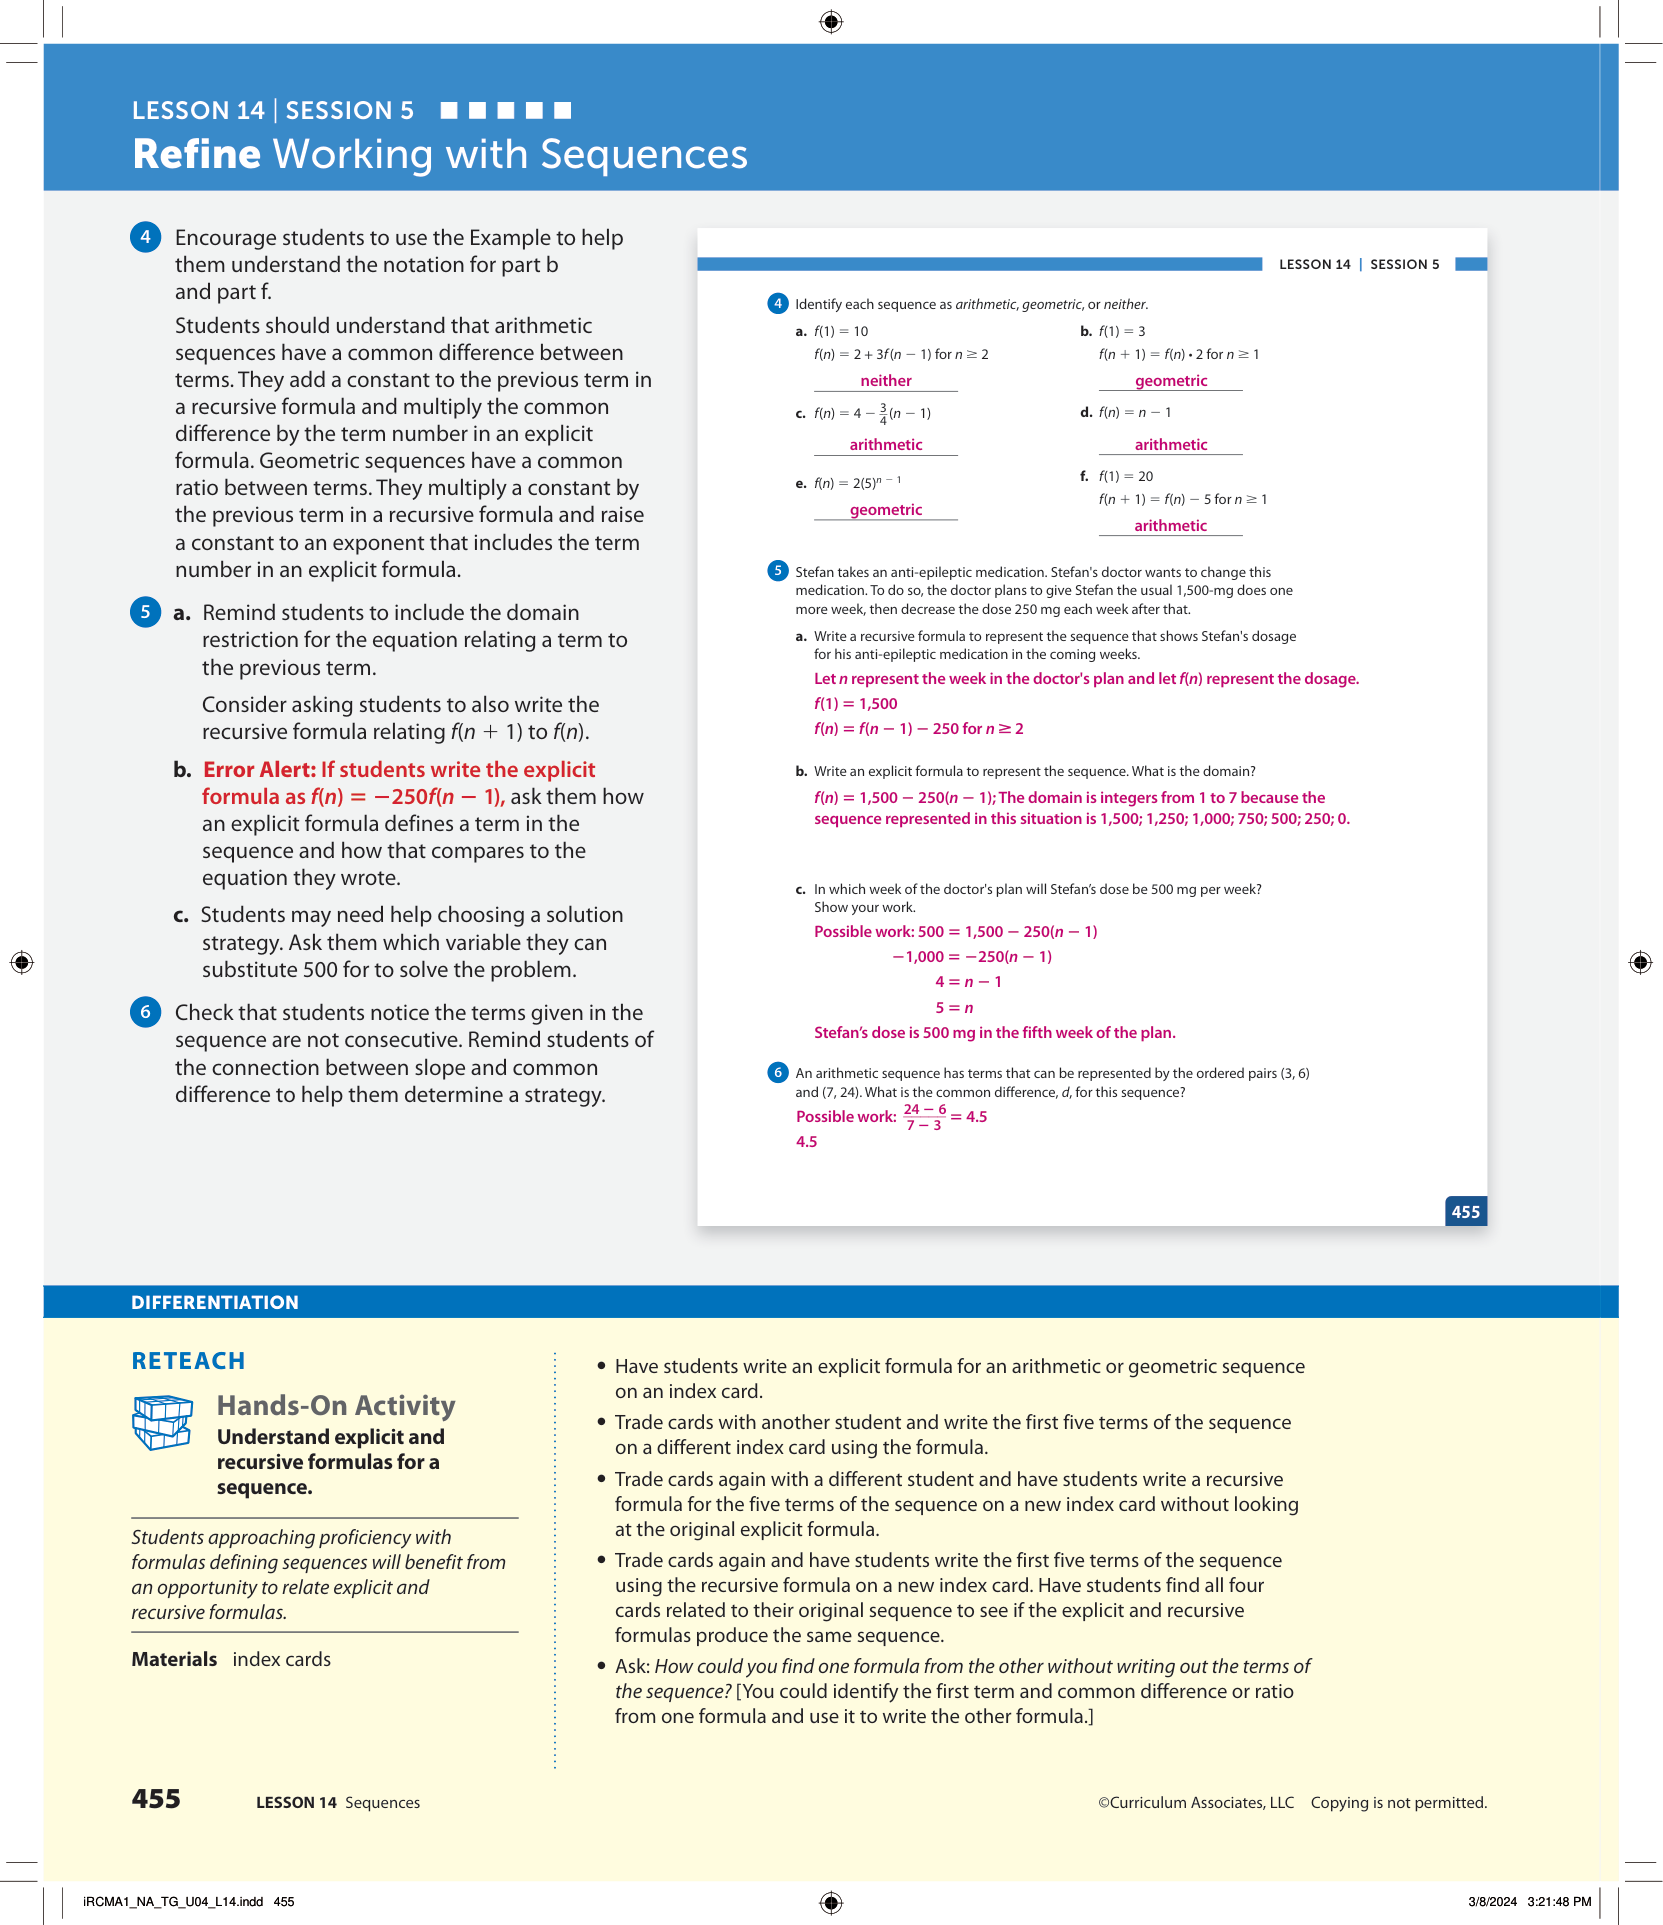 LESSON 14 | SESSION 5
Refine Working with Sequences
4 Encourage students to use the Example to help
them understand the notation for part b
and part f.
Students should understand that arithmetic
sequences have a common difference between
terms. They add a constant to the previous term in
a recursive formula and multiply the common
difference by the term number in an explicit
formula. Geometric sequences have a common
ratio between terms. They multiply a constant by
the previous term in a recursive formula and raise
a constant to an exponent that includes the term
number in an explicit formula.
5 a. Remind students to include the domain
restriction for the equation relating a term to
the previous term.
Consider asking students to also write the
recursive formula relating f(n + 1) to f(n).
b. Error Alert: If students write the explicit
formula as f(n) = −250f(n − 1), ask them how
an explicit formula defines a term in the
sequence and how that compares to the
equation they wrote.
c. Students may need help choosing a solution
strategy. Ask them which variable they can
substitute 500 for to solve the problem.
6 Check that students notice the terms given in the
sequence are not consecutive. Remind students of
the connection between slope and common
difference to help them determine a strategy.
LESSON 14 | SESSION 5
4 Identify each sequence as arithmetic, geometric, or neither.
a. f(1) = 10
f(n) = 2 + 3f(n − 1) for n ≥ 2
neither
b. f(1) = 3
f(n + 1) = f(n) • 2 for n ≥ 1
geometric
c. f(n) = 4 − 3/4(n − 1)
arithmetic
d. f(n) = n − 1
arithmetic
e. f(n) = 2(5)ⁿ ⁻ ¹
geometric
f. f(1) = 20
f(n + 1) = f(n) − 5 for n ≥ 1
arithmetic
5 Stefan takes an anti-epileptic medication. Stefan's doctor wants to change this
medication. To do so, the doctor plans to give Stefan the usual 1,500-mg does one
more week, then decrease the dose 250 mg each week after that.
a. Write a recursive formula to represent the sequence that shows Stefan's dosage
for his anti-epileptic medication in the coming weeks.
Let n represent the week in the doctor's plan and let f(n) represent the dosage.
f(1) = 1,500
f(n) = f(n − 1) − 250 for n ≥ 2
b. Write an explicit formula to represent the sequence. What is the domain?
f(n) = 1,500 − 250(n − 1); The domain is integers from 1 to 7 because the
sequence represented in this situation is 1,500; 1,250; 1,000; 750; 500; 250; 0.
c. In which week of the doctor's plan will Stefan’s dose be 500 mg per week?
Show your work.
Possible work: 500 = 1,500 − 250(n − 1)
−1,000 = −250(n − 1)
4 = n − 1
5 = n
Stefan’s dose is 500 mg in the fifth week of the plan.
6 An arithmetic sequence has terms that can be represented by the ordered pairs (3, 6)
and (7, 24). What is the common difference, d, for this sequence?
Possible work: 24 − 6 / 7 − 3 = 4.5
4.5
455
DIFFERENTIATION
RETEACH
Hands-On Activity
Understand explicit and
recursive formulas for a
sequence.
Students approaching proficiency with
formulas defining sequences will benefit from
an opportunity to relate explicit and
recursive formulas.
Materials index cards
• Have students write an explicit formula for an arithmetic or geometric sequence
on an index card.
• Trade cards with another student and write the first five terms of the sequence
on a different index card using the formula.
• Trade cards again with a different student and have students write a recursive
formula for the five terms of the sequence on a new index card without looking
at the original explicit formula.
• Trade cards again and have students write the first five terms of the sequence
using the recursive formula on a new index card. Have students find all four
cards related to their original sequence to see if the explicit and recursive
formulas produce the same sequence.
• Ask: How could you find one formula from the other without writing out the terms of
the sequence? [You could identify the first term and common difference or ratio
from one formula and use it to write the other formula.]
455 LESSON 14 Sequences ©Curriculum Associates, LLC Copying is not permitted.
iRCMA1_NA_TG_U04_L14.indd 455 3/8/2024 3:21:48 PM